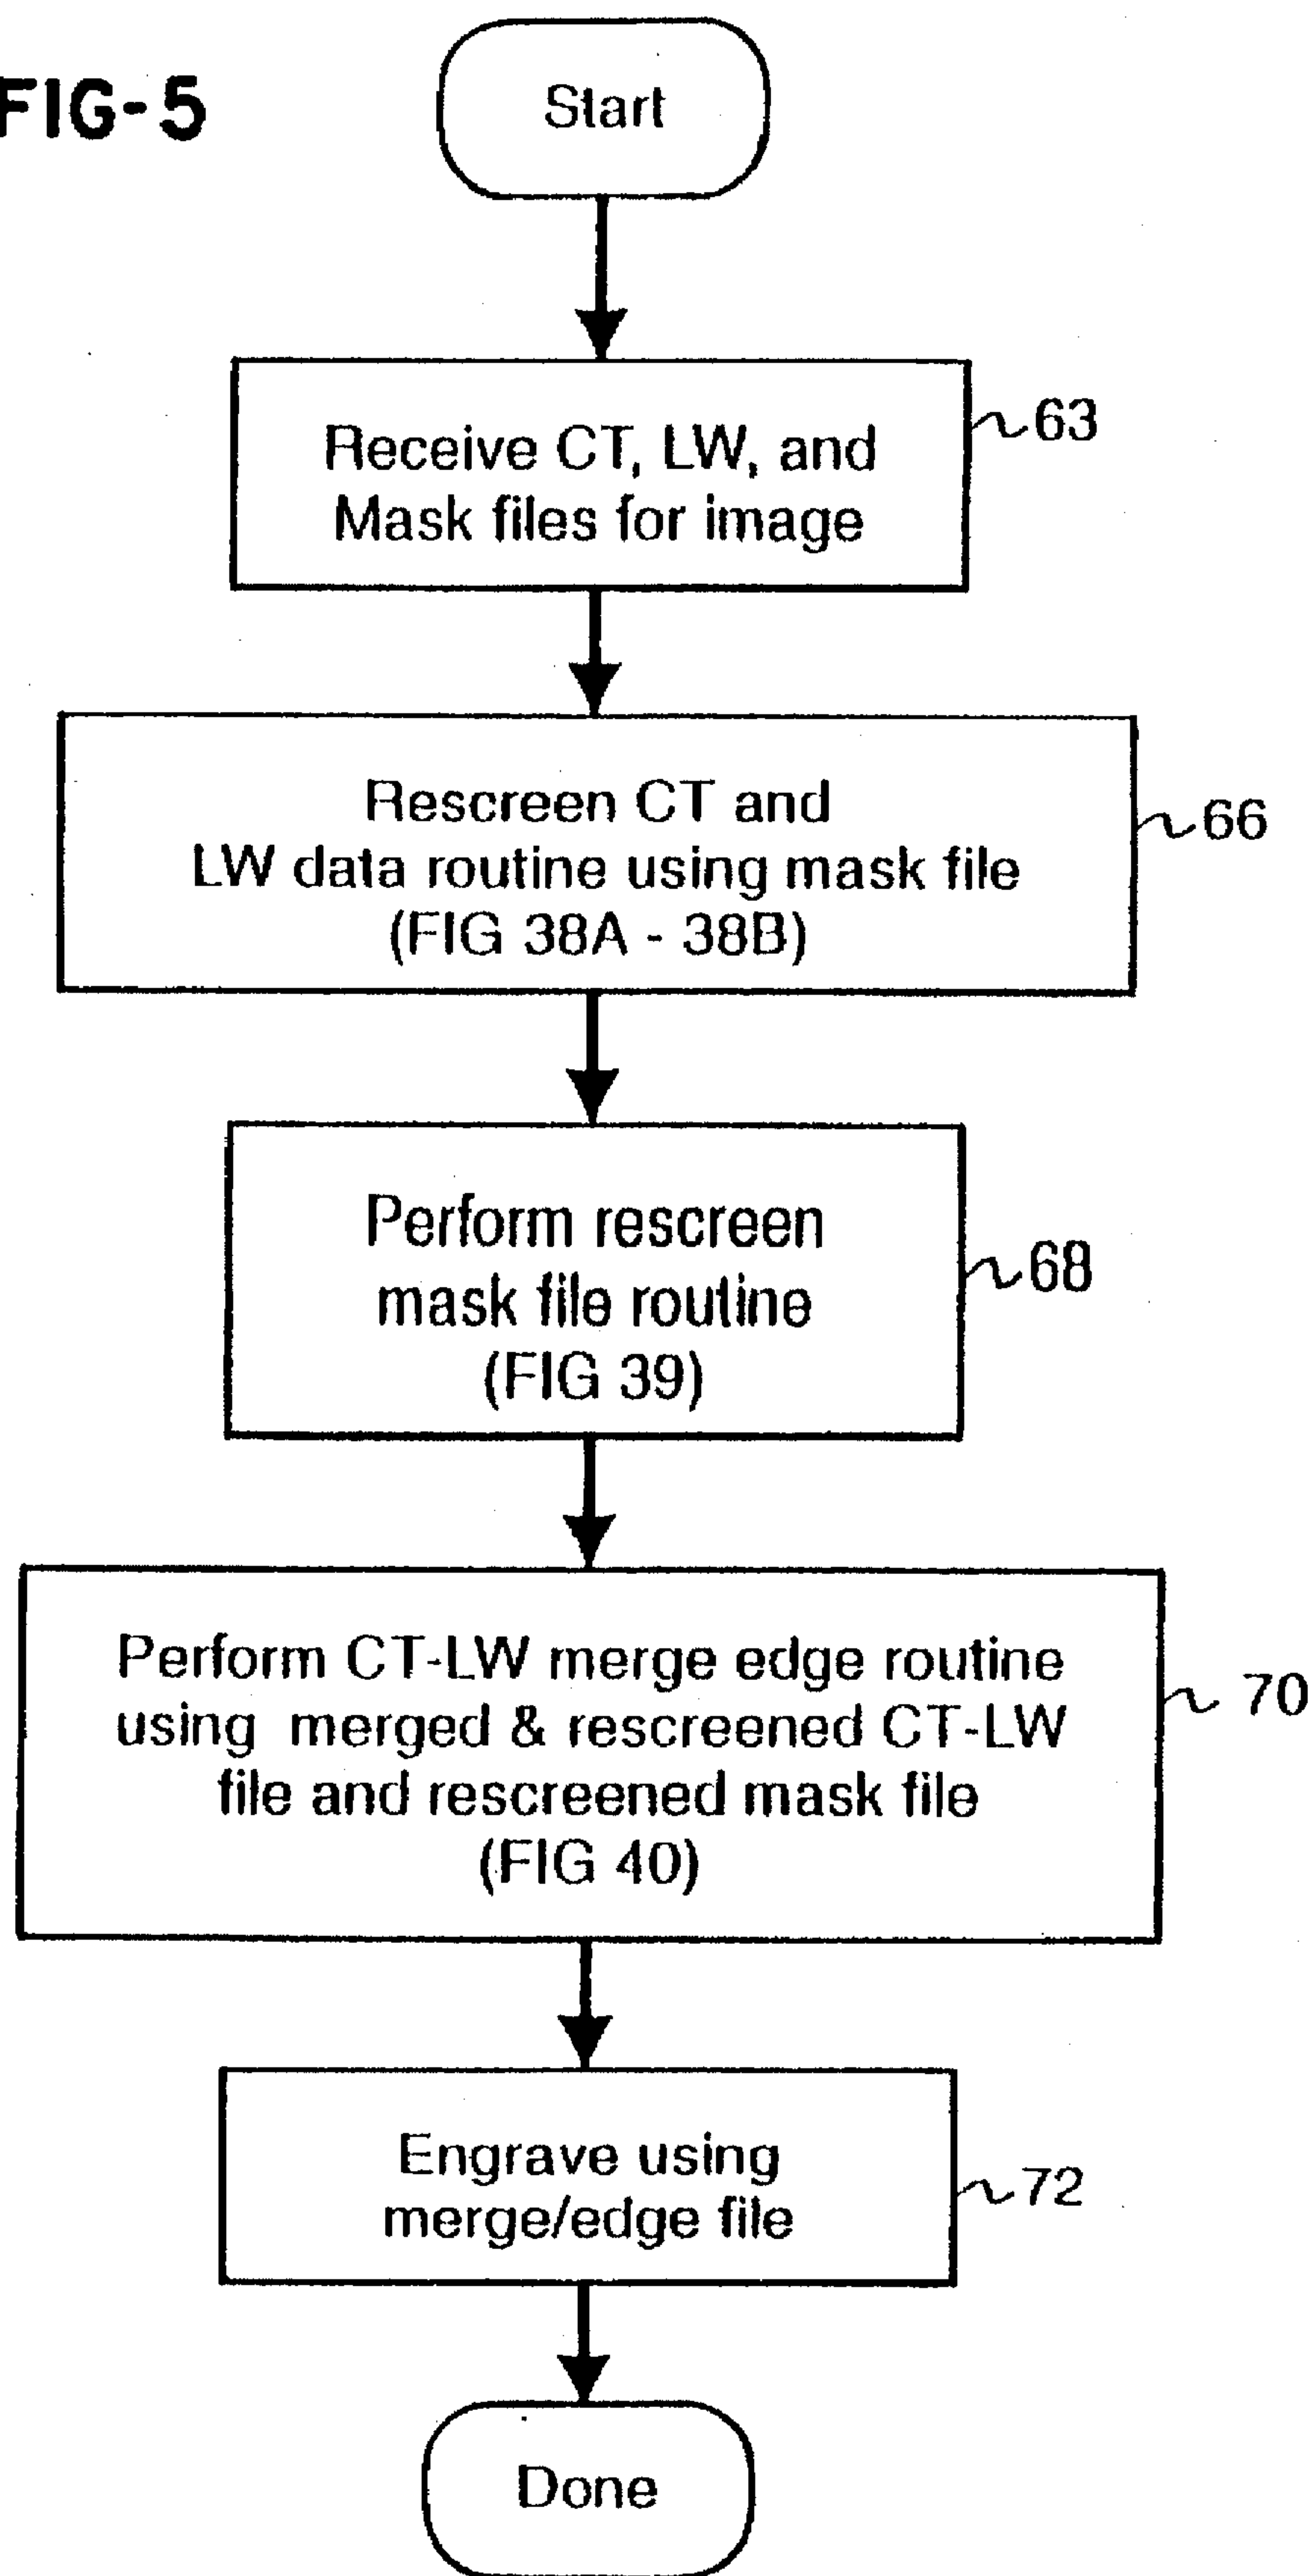 FIG-5
Start
Receive CT, LW, and
Mask files for image
63
Rescreen CT and
LW data routine using mask file
(FIG 38A - 38B)
66
Perform rescreen
mask file routine
(FIG 39)
68
Perform CT-LW merge edge routine
using merged & rescreened CT-LW
file and rescreened mask file
(FIG 40)
70
Engrave using
merge/edge file
72
Done